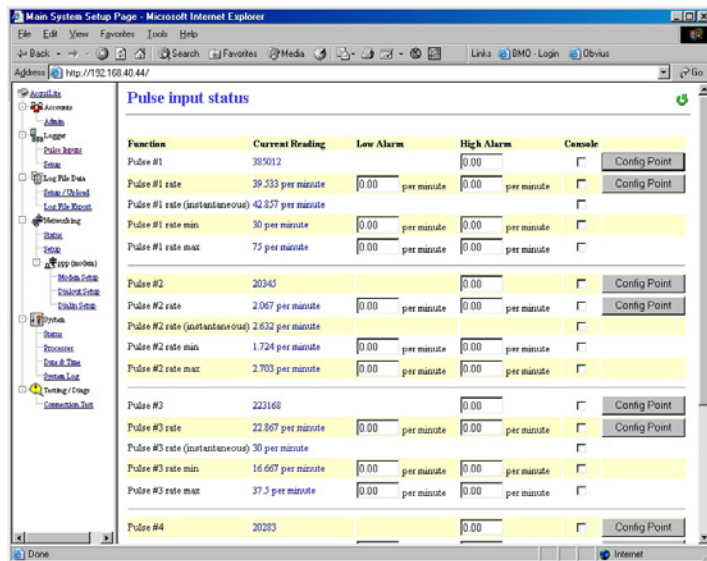 Main System Setup Page - Microsoft Internet Explorer
File Edit View Favorites Tools Help
Back Search Favorites Media Links BMO - Login Obvius
Address http://192.168.40.44/ Go
AcquiLite
Accounts
Admin
Logger
Pulse Inputs
Setup
Log File Data
Setup / Upload
Log File Export
Networking
Status
Setup
ppp (modem)
Modem Setup
Dialout Setup
Dialin Setup
System
Status
Processes
Date & Time
System Log
Testing / Diags
Connection Test
Pulse input status
Function Current Reading Low Alarm High Alarm Console
Pulse #1 385012 0.00 Config Point
Pulse #1 rate 39.533 per minute 0.00 per minute 0.00 per minute Config Point
Pulse #1 rate (instantaneous) 42.857 per minute
Pulse #1 rate min 30 per minute 0.00 per minute 0.00 per minute
Pulse #1 rate max 75 per minute 0.00 per minute 0.00 per minute
Pulse #2 20345 0.00 Config Point
Pulse #2 rate 2.067 per minute 0.00 per minute 0.00 per minute Config Point
Pulse #2 rate (instantaneous) 2.632 per minute
Pulse #2 rate min 1.724 per minute 0.00 per minute 0.00 per minute
Pulse #2 rate max 2.703 per minute 0.00 per minute 0.00 per minute
Pulse #3 223168 0.00 Config Point
Pulse #3 rate 22.867 per minute 0.00 per minute 0.00 per minute Config Point
Pulse #3 rate (instantaneous) 30 per minute
Pulse #3 rate min 16.667 per minute 0.00 per minute 0.00 per minute
Pulse #3 rate max 37.5 per minute 0.00 per minute 0.00 per minute
Pulse #4 20283 0.00 Config Point
Done Internet